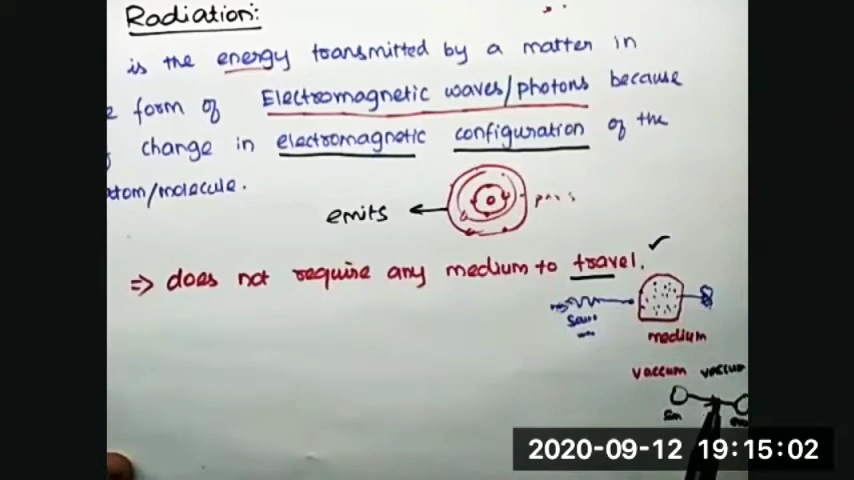 Radiation:
is the energy transmitted by a matter in
form of Electromagnetic waves/photons because
change in electromagnetic configuration of the
atom/molecule.
emits
⇒ does not require any medium to travel. ✓
medium
vaccum vaccum
2020-09-12 19:15:02